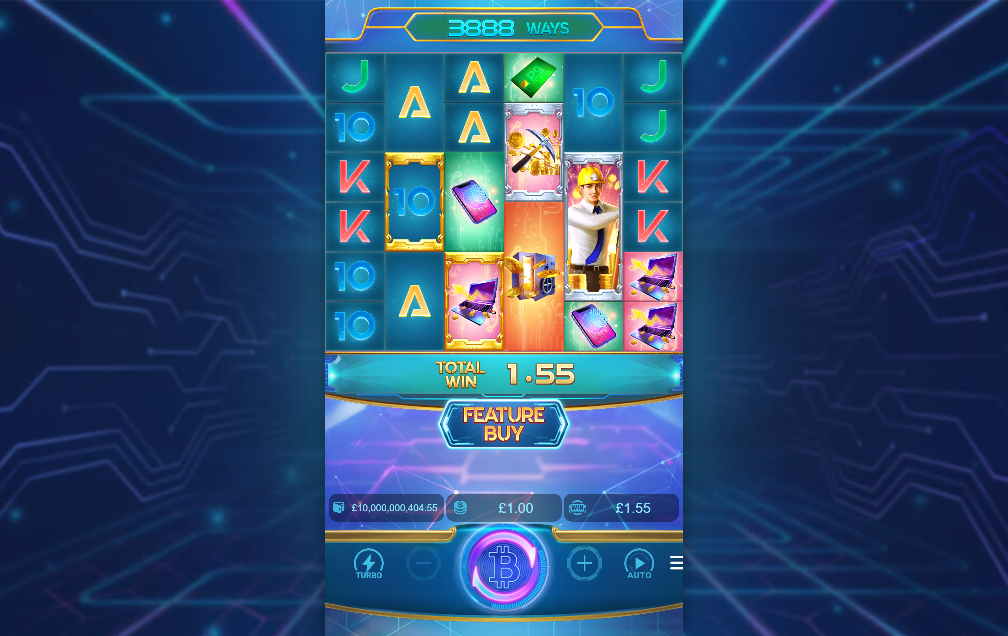 3888 WAYS
J A A 10 J
10 A J
K 10 K
K K
10 A
10
TOTAL WIN 1.55
FEATURE
BUY
£10,000,000,404.55 £1.00 WIN £1.55
TURBO AUTO